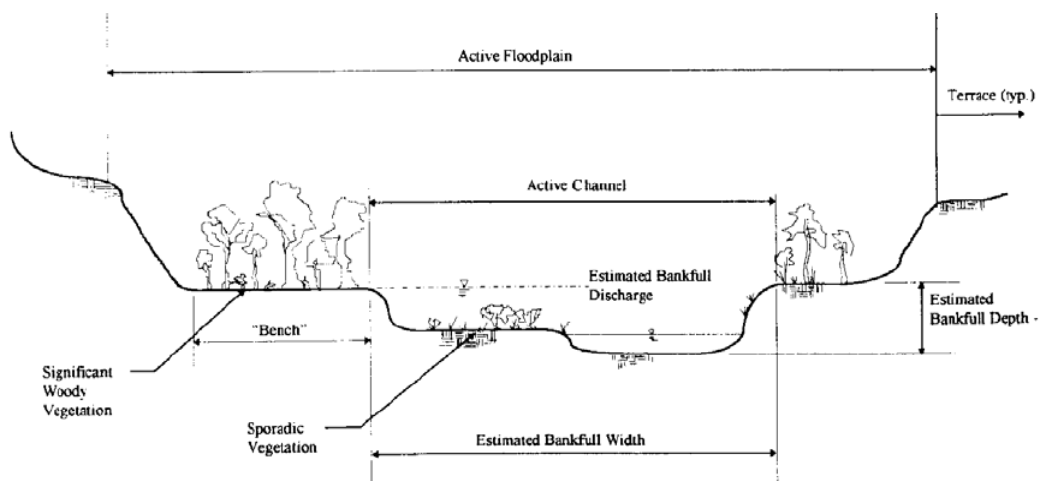 Active Floodplain
Terrace (typ.)
Active Channel
Estimated Bankfull
Discharge
Estimated
Bankfull Depth -
"Bench"
Significant
Woody
Vegetation
Sporadic
Vegetation
Estimated Bankfull Width